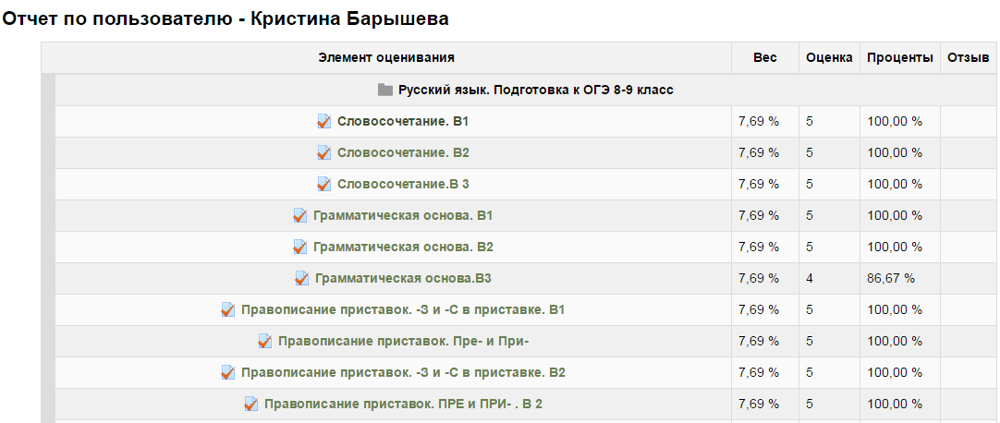 Отчет по пользователю - Кристина Барышева
Элемент оценивания Вес Оценка Проценты Отзыв
Русский язык. Подготовка к ОГЭ 8-9 класс
Словосочетание. В1 7,69 % 5 100,00 %
Словосочетание. В2 7,69 % 5 100,00 %
Словосочетание.В 3 7,69 % 5 100,00 %
Грамматическая основа. В1 7,69 % 5 100,00 %
Грамматическая основа. В2 7,69 % 5 100,00 %
Грамматическая основа.В3 7,69 % 4 86,67 %
Правописание приставок. -З и -С в приставке. В1 7,69 % 5 100,00 %
Правописание приставок. Пре- и При- 7,69 % 5 100,00 %
Правописание приставок. -З и -С в приставке. В2 7,69 % 5 100,00 %
Правописание приставок. ПРЕ и ПРИ- . В 2 7,69 % 5 100,00 %